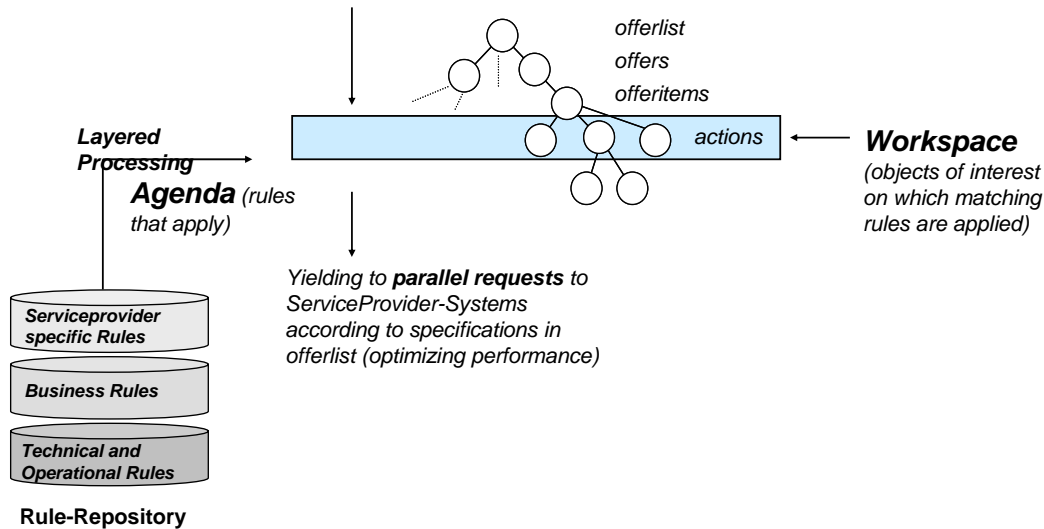 offerlist
offers
offeritems
actions
Layered
Processing
Agenda (rules
that apply)
Workspace
(objects of interest
on which matching
rules are applied)
Yielding to parallel requests to
ServiceProvider-Systems
according to specifications in
offerlist (optimizing performance)
Serviceprovider
specific Rules
Business Rules
Technical and
Operational Rules
Rule-Repository